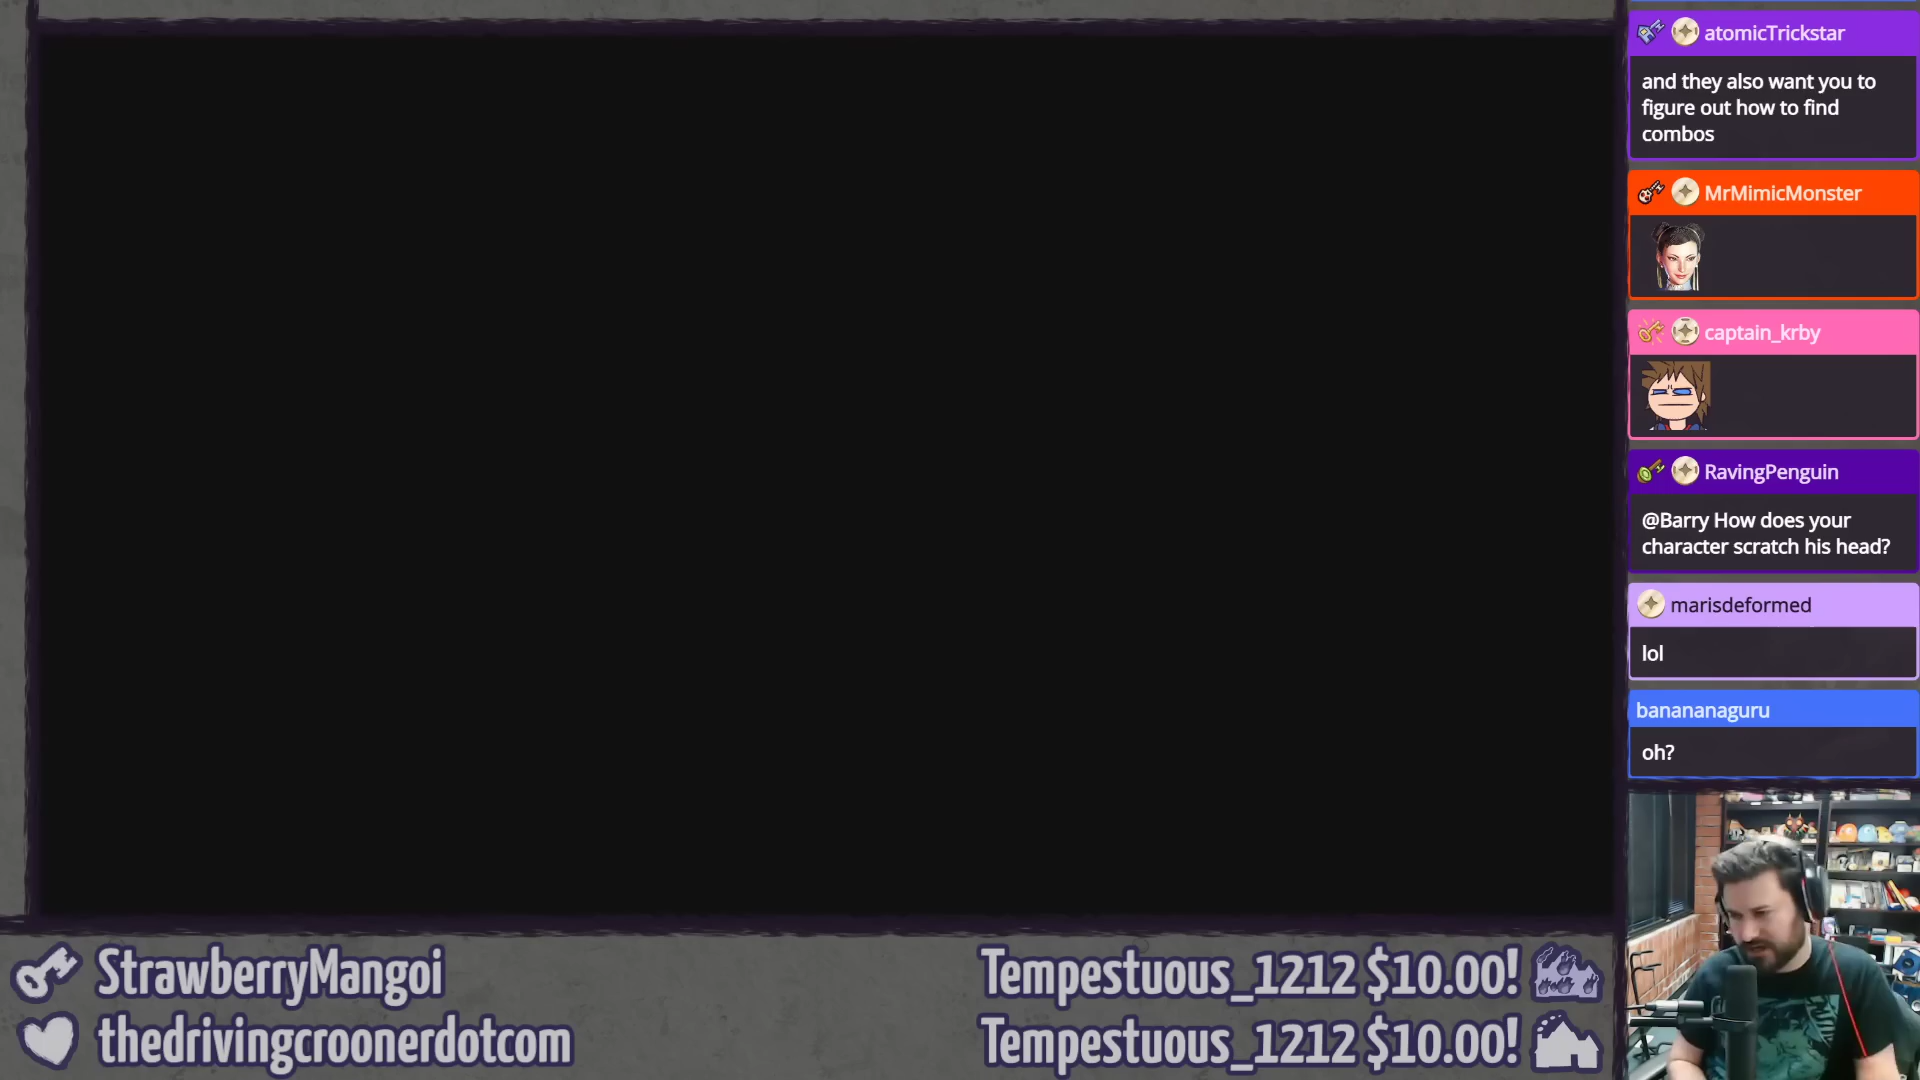 atomicTrickstar
and they also want you to
figure out how to find
combos
MrMimicMonster
captain_krby
RavingPenguin
@Barry How does your
character scratch his head?
marisdeformed
lol
banananaguru
oh?
StrawberryMangoi
thedrivingcroonerdotcom
Tempestuous_1212 $10.00!
Tempestuous_1212 $10.00!